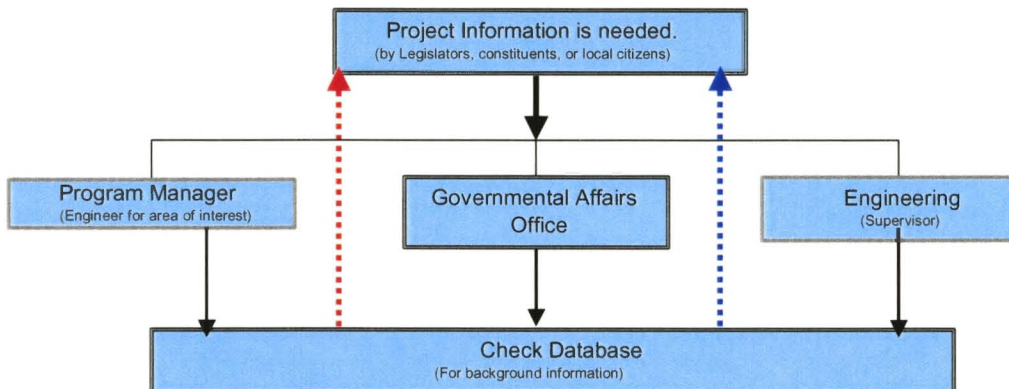 Project Information is needed.
(by Legislators, constituents, or local citizens)
Program Manager
(Engineer for area of interest)
Governmental Affairs
Office
Engineering
(Supervisor)
Check Database
(For background information)